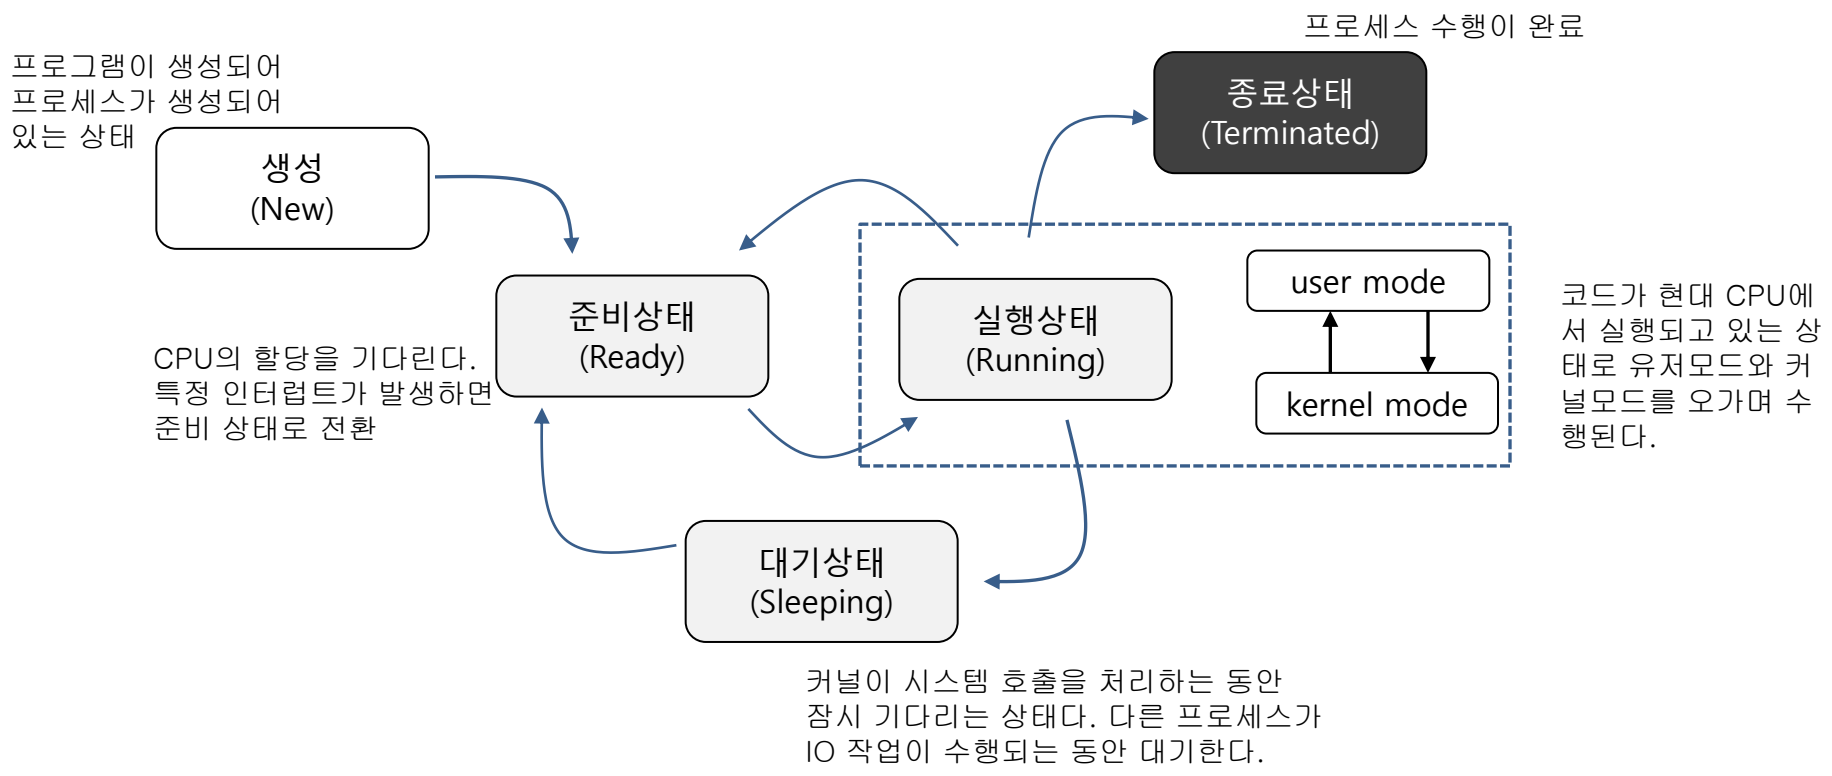 프로세스 수행이 완료
프로그램이 생성되어
프로세스가 생성되어
있는 상태
종료상태
(Terminated)
생성
(New)
준비상태
(Ready)
실행상태
(Running)
user mode
kernel mode
코드가 현대 CPU에
서 실행되고 있는 상
태로 유저모드와 커
널모드를 오가며 수
행된다.
CPU의 할당을 기다린다.
특정 인터럽트가 발생하면
준비 상태로 전환
대기상태
(Sleeping)
커널이 시스템 호출을 처리하는 동안
잠시 기다리는 상태다. 다른 프로세스가
IO 작업이 수행되는 동안 대기한다.